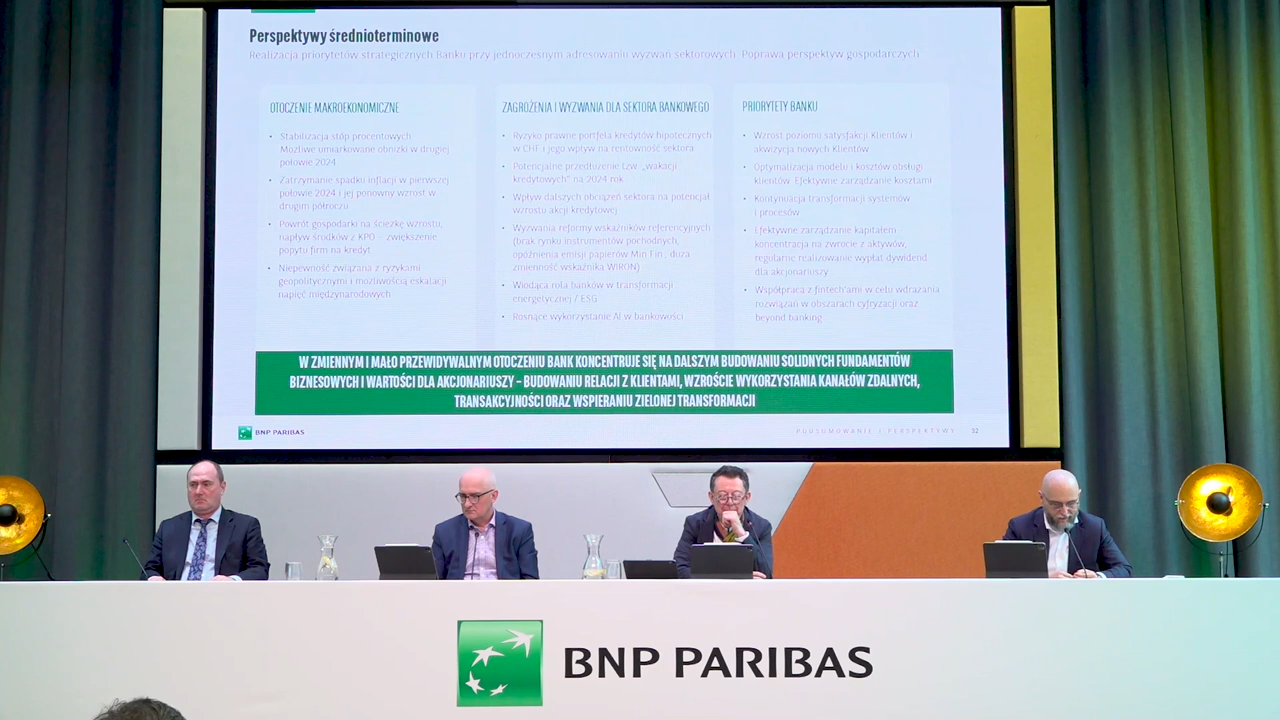 Perspektywy średnioterminowe
Realizacja priorytetów strategicznych Banku przy jednoczesnym adresowaniu wyzwań sektorowych. Poprawa perspektyw gospodarczych
OTOCZENIE MAKROEKONOMICZNE
• Stabilizacja stóp procentowych
Możliwe umiarkowane obniżki w drugiej
połowie 2024
• Zatrzymanie spadku inflacji w pierwszej
połowie 2024 i jej ponowny wzrost w
drugim półroczu
• Powrót gospodarki na ścieżkę wzrostu,
napływ środków z KPO – zwiększenie
popytu firm na kredyt
• Niepewność związana z ryzykami
geopolitycznymi i możliwością eskalacji
napięć międzynarodowych
ZAGROŻENIA I WYZWANIA DLA SEKTORA BANKOWEGO
• Ryzyko prawne portfela kredytów hipotecznych
w CHF i jego wpływ na rentowność sektora
• Potencjalne przedłużenie tzw. „wakacji
kredytowych" na 2024 rok
• Wpływ dalszych obciążeń sektora na potencjał
wzrostu akcji kredytowej
• Wyzwania reformy wskaźników referencyjnych
(brak rynku instrumentów pochodnych,
opóźnienia emisji papierów Min.Fin., duża
zmienność wskaźnika WIRON)
• Wiodąca rola banków w transformacji
energetycznej / ESG
• Rosnące wykorzystanie AI w bankowości
PRIORYTETY BANKU
• Wzrost poziomu satysfakcji Klientów i
akwizycja nowych Klientów
• Optymalizacja modelu i kosztów obsługi
klientów. Efektywne zarządzanie kosztami
• Kontynuacja transformacji systemów
i procesów
• Efektywne zarządzanie kapitałem
koncentracja na zwrocie z aktywów,
regularne realizowanie wypłat dywidend
dla akcjonariuszy
• Współpraca z fintech'ami w celu wdrażania
rozwiązań w obszarach cyfryzacji oraz
beyond banking
W ZMIENNYM I MAŁO PRZEWIDYWALNYM OTOCZENIU BANK KONCENTRUJE SIĘ NA DALSZYM BUDOWANIU SOLIDNYCH FUNDAMENTÓW
BIZNESOWYCH I WARTOŚCI DLA AKCJONARIUSZY – BUDOWANIU RELACJI Z KLIENTAMI, WZROŚCIE WYKORZYSTANIA KANAŁÓW ZDALNYCH,
TRANSAKCYJNOŚCI ORAZ WSPIERANIU ZIELONEJ TRANSFORMACJI
BNP PARIBAS
PODSUMOWANIE I PERSPEKTYWY 32
BNP PARIBAS